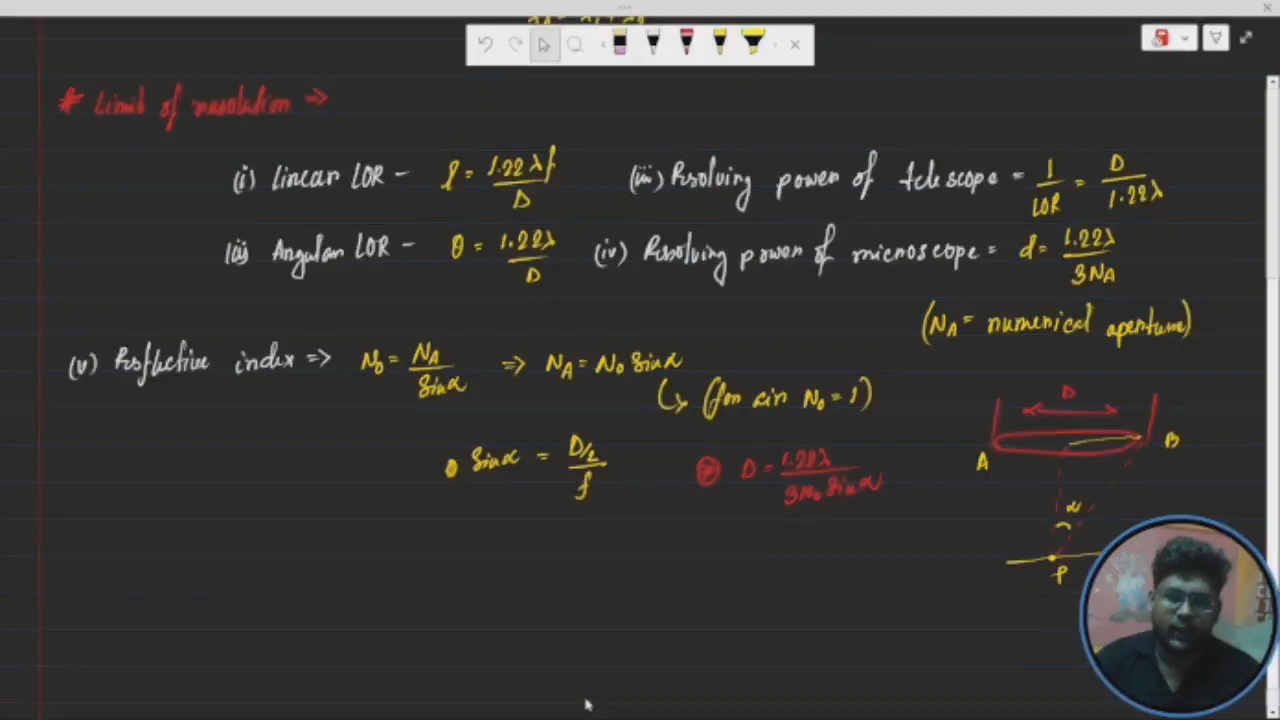 # Limit of resolution ⇒
(i) Linear LOR - l = 1.22λf / D
(iii) Resolving power of telescope = 1 / LOR = D / 1.22λ
(ii) Angular LOR - θ = 1.22λ / D
(iv) Resolving power of microscope = d = 1.22λ / 3NA
(NA = numerical aperture)
(v) Reflective index ⇒ N0 = NA / Sinα ⇒ NA = N0 Sinα
↳ (for air N0 = 1)
Sinα = D/2 / f
D = 1.22λ / 3N0 Sinα
D
A
B
α
P